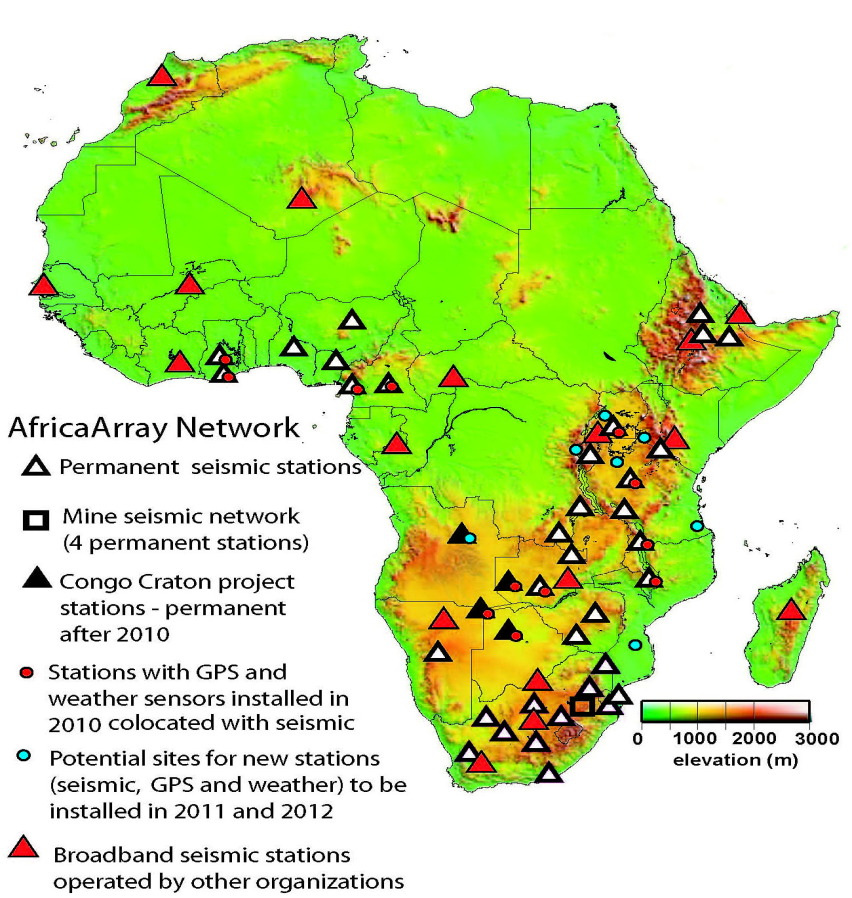 AfricaArray Network
Permanent seismic stations
Mine seismic network
(4 permanent stations)
Congo Craton project
stations - permanent
after 2010
Stations with GPS and
weather sensors installed in
2010 colocated with seismic
Potential sites for new stations
(seismic, GPS and weather) to be
installed in 2011 and 2012
Broadband seismic stations
operated by other organizations
0 1000 2000 3000
elevation (m)